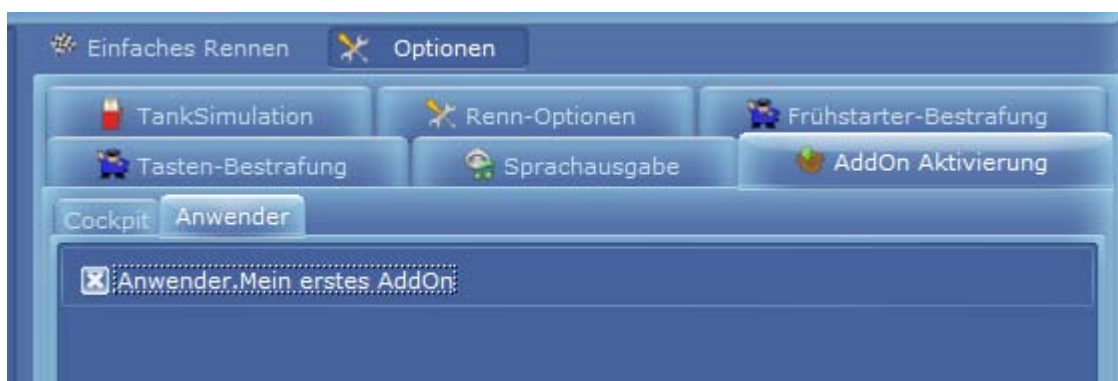 Einfaches Rennen Optionen
TankSimulation Renn-Optionen Frühstarter-Bestrafung
Tasten-Bestrafung Sprachausgabe AddOn Aktivierung
Cockpit Anwender
Anwender.Mein erstes AddOn